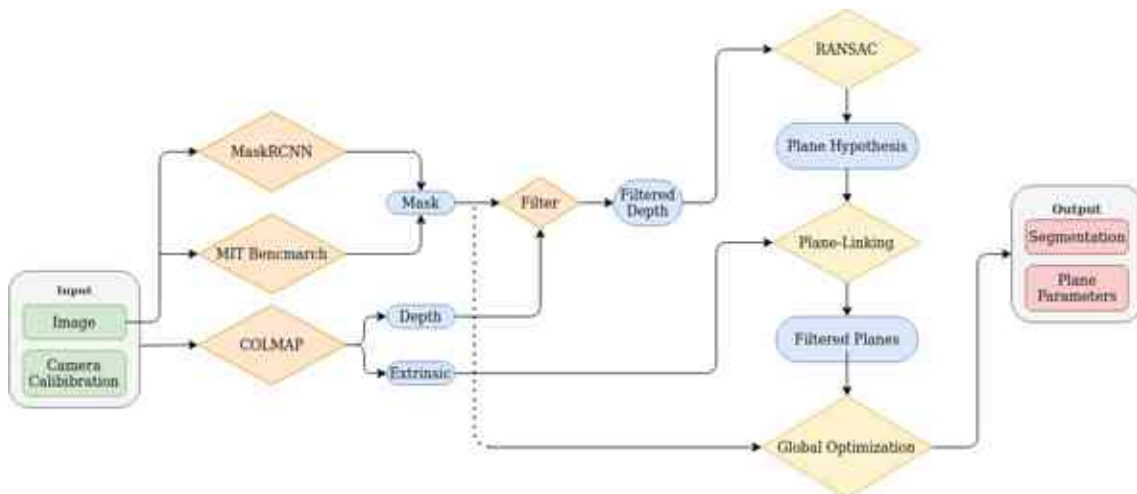 Input
Image
Camera
Calibibration
MaskRCNN
MIT Bencmarch
COLMAP
Mask
Depth
Extrinsic
Filter
Filtered
Depth
RANSAC
Plane Hypothesis
Plane-Linking
Filtered Planes
Global Optimization
Output
Segmentation
Plane
Parameters